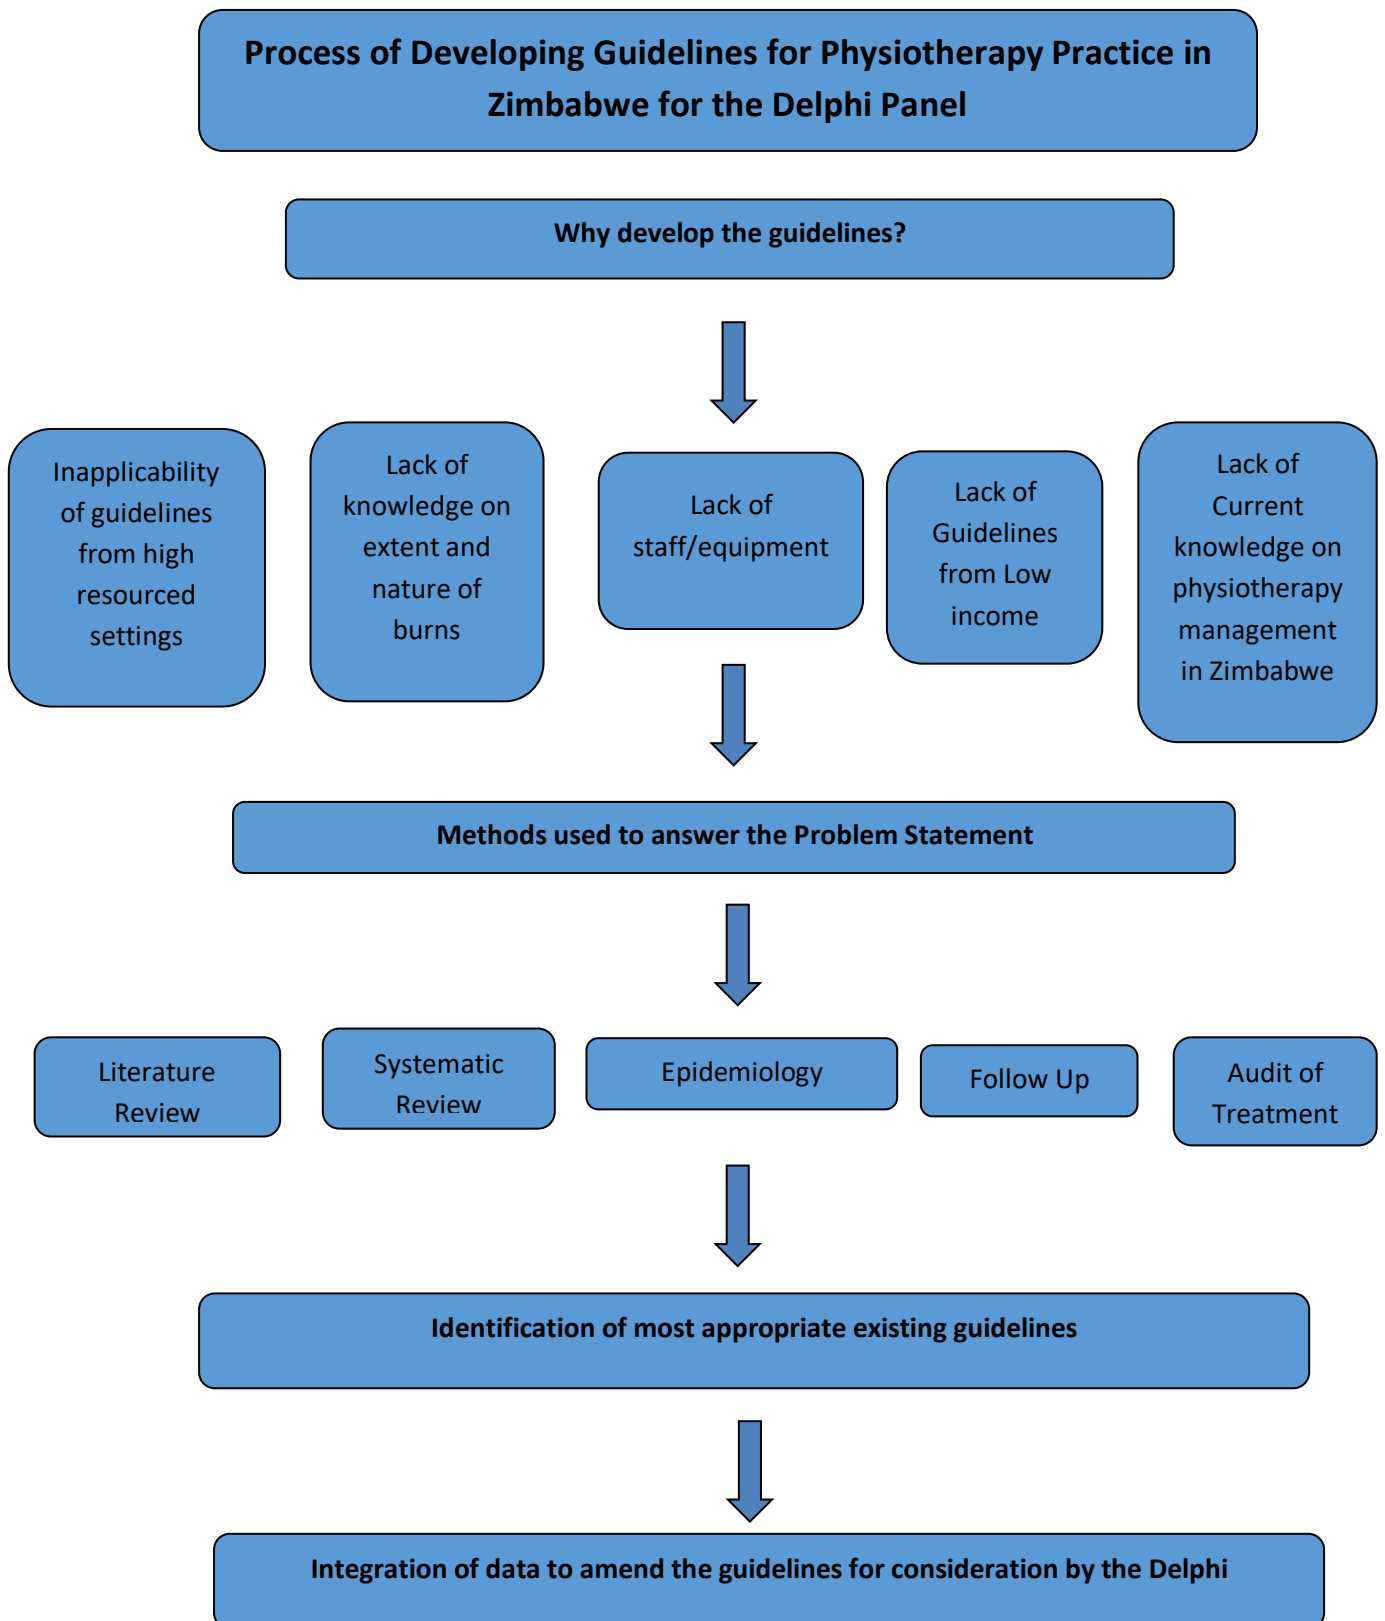 Process of Developing Guidelines for Physiotherapy Practice in
Zimbabwe for the Delphi Panel
Why develop the guidelines?
Inapplicability
of guidelines
from high
resourced
settings
Lack of
knowledge on
extent and
nature of
burns
Lack of
staff/equipment
Lack of
Guidelines
from Low
income
Lack of
Current
knowledge on
physiotherapy
management
in Zimbabwe
Methods used to answer the Problem Statement
Literature
Review
Systematic
Review
Epidemiology
Follow Up
Audit of
Treatment
Identification of most appropriate existing guidelines
Integration of data to amend the guidelines for consideration by the Delphi